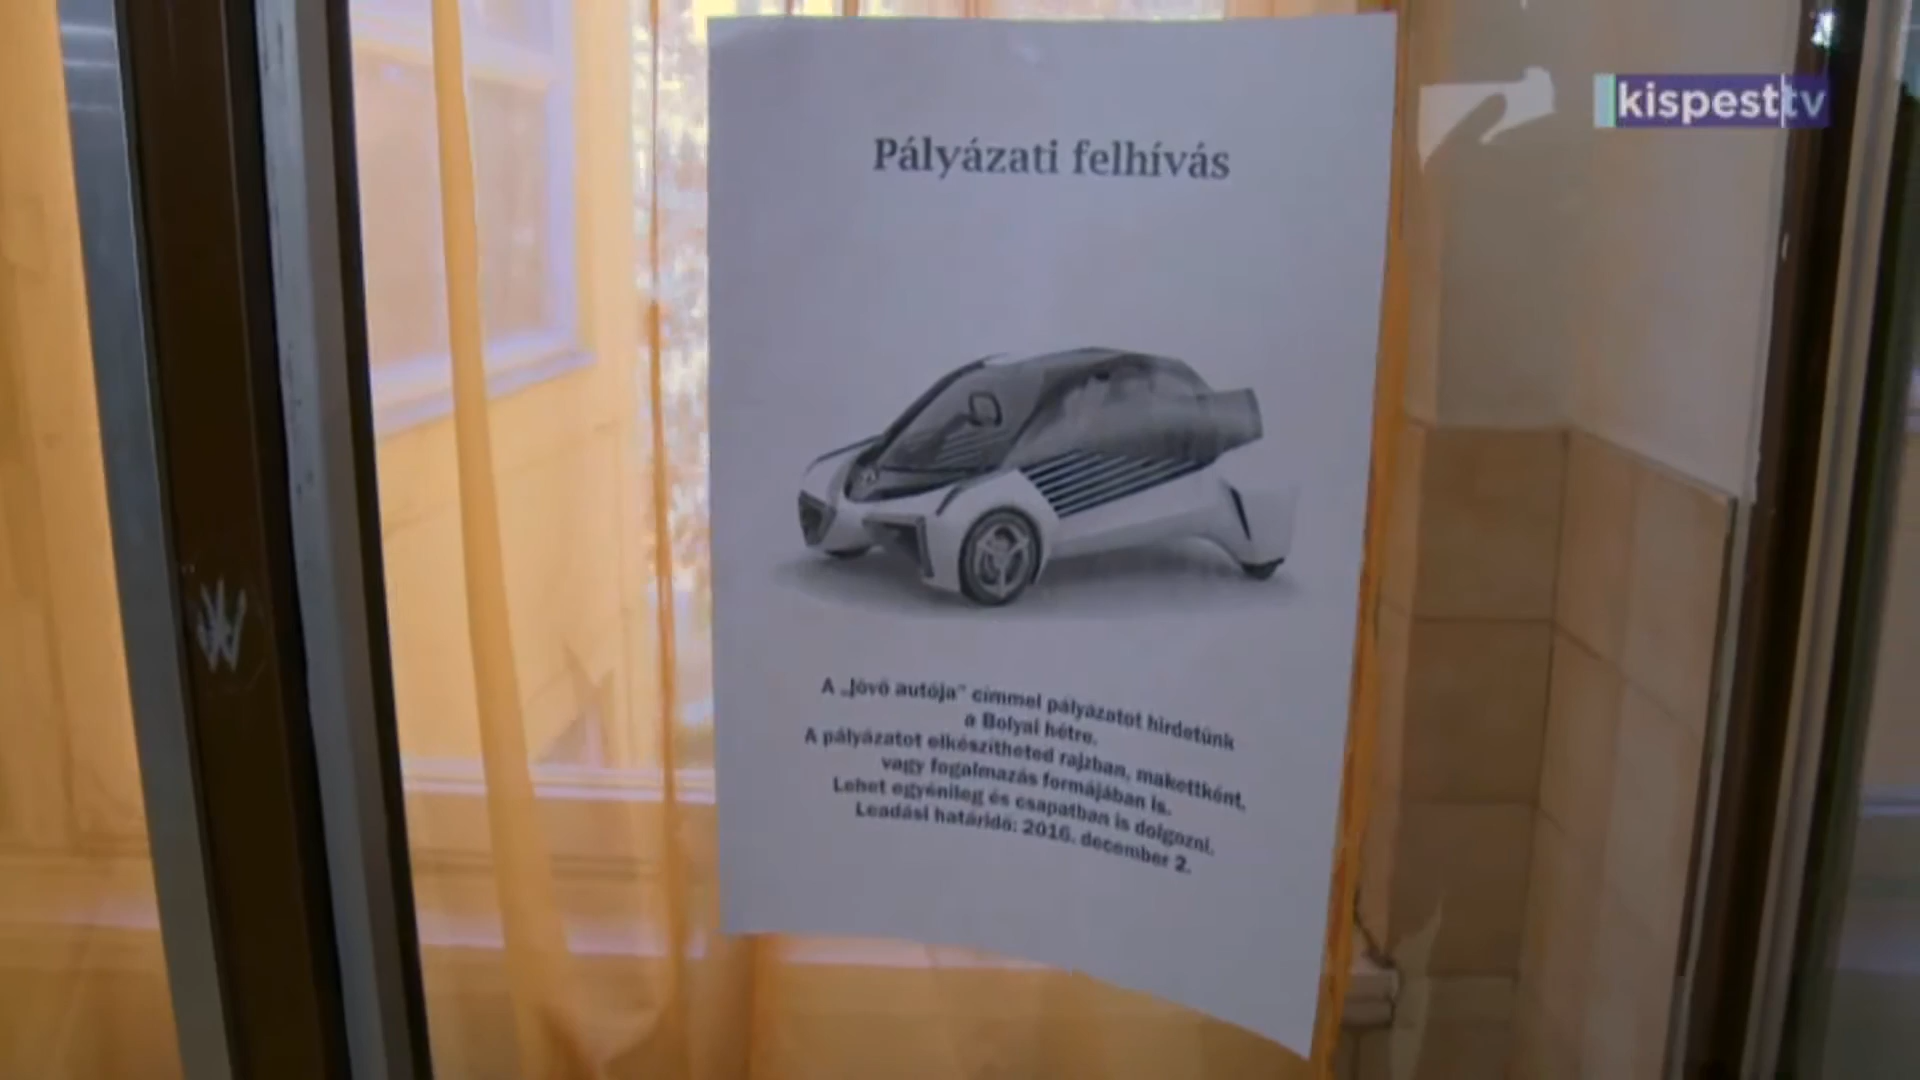 kispest tv
Pályázati felhívás
A „Jövő autója” címmel pályázatot hirdetünk
a Bolyai hétre.
A pályázatot elkészítheted rajzban, makettként,
vagy fogalmazás formájában is.
Lehet egyénileg és csapatban is dolgozni.
Leadási határidő: 2016. december 2.